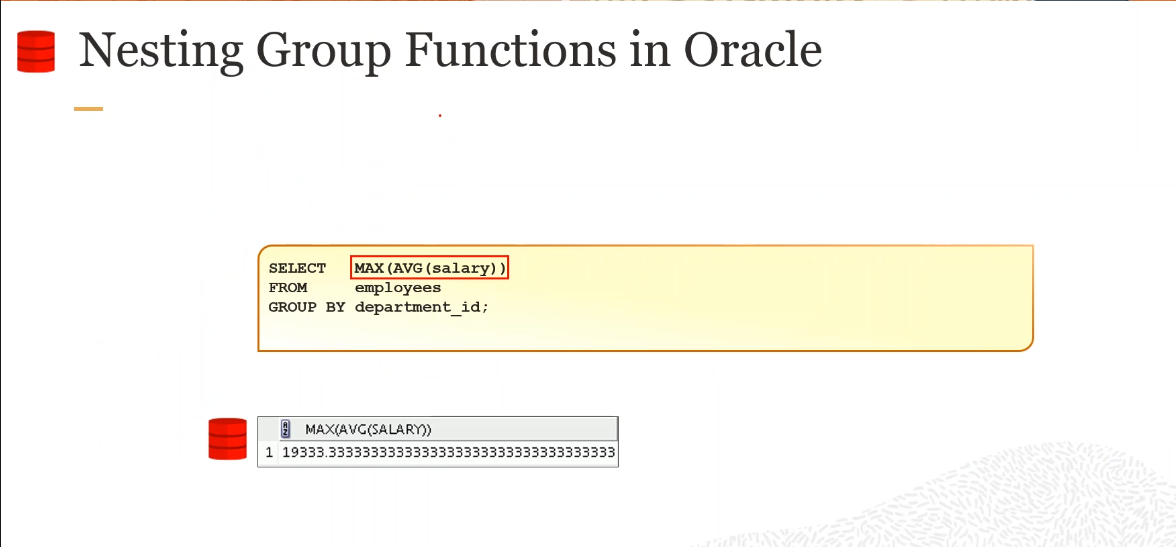 Nesting Group Functions in Oracle
SELECT MAX(AVG(salary))
FROM employees
GROUP BY department_id;
MAX(AVG(SALARY))
1 19333.3333333333333333333333333333333333